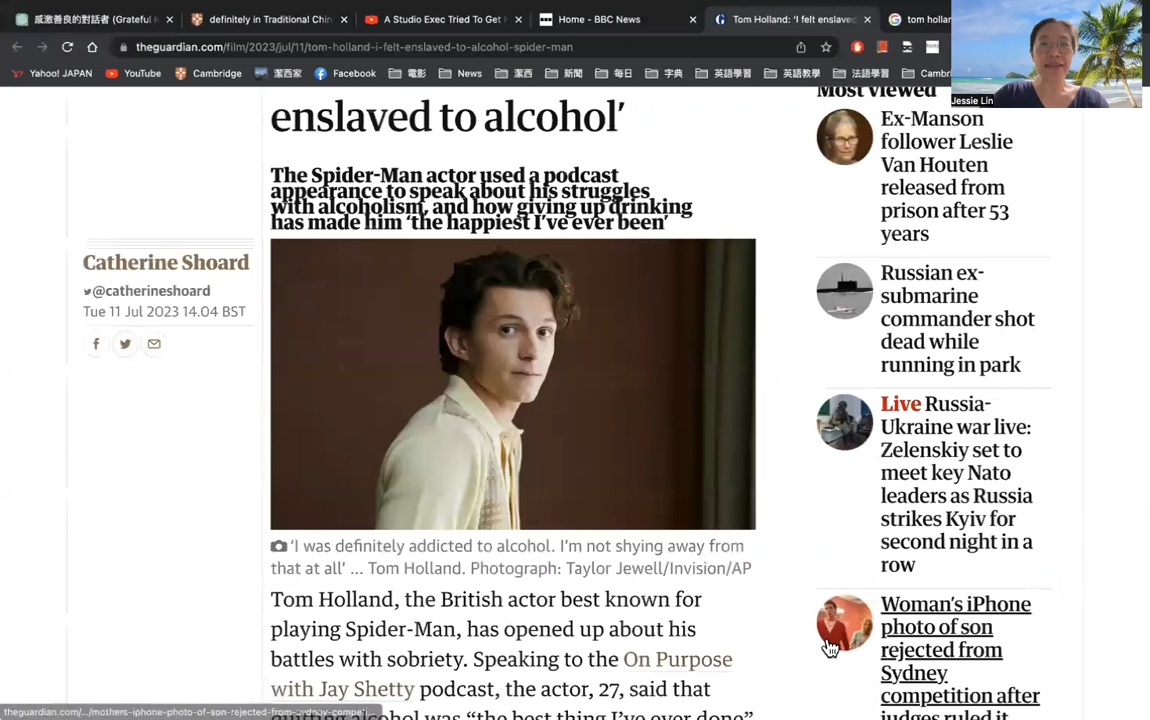 感激善良的對話者 (Grateful K
definitely in Traditional Chin
A Studio Exec Tried To Get
Home - BBC News
Tom Holland: 'I felt enslaved
tom hollan
theguardian.com/film/2023/jul/11/tom-holland-i-felt-enslaved-to-alcohol-spider-man
Yahoo! JAPAN
YouTube
Cambridge
潔西家
Facebook
電影
News
潔西
新聞
每日
字典
英語學習
英語教學
法語學習
Cambri
Jessie Lin
enslaved to alcohol'
The Spider-Man actor used a podcast
appearance to speak about his struggles
with alcoholism, and how giving up drinking
has made him 'the happiest I've ever been'
Catherine Shoard
@catherineshoard
Tue 11 Jul 2023 14.04 BST
'I was definitely addicted to alcohol. I'm not shying away from
that at all' ... Tom Holland. Photograph: Taylor Jewell/Invision/AP
Tom Holland, the British actor best known for
playing Spider-Man, has opened up about his
battles with sobriety. Speaking to the On Purpose
with Jay Shetty podcast, the actor, 27, said that
quitting alcohol was "the best thing I've ever done"
Most viewed
Ex-Manson
follower Leslie
Van Houten
released from
prison after 53
years
Russian ex-
submarine
commander shot
dead while
running in park
Live Russia-
Ukraine war live:
Zelenskiy set to
meet key Nato
leaders as Russia
strikes Kyiv for
second night in a
row
Woman's iPhone
photo of son
rejected from
Sydney
competition after
judges ruled it
theguardian.com/.../mothers-iphone-photo-of-son-rejected-from-sydney-compe